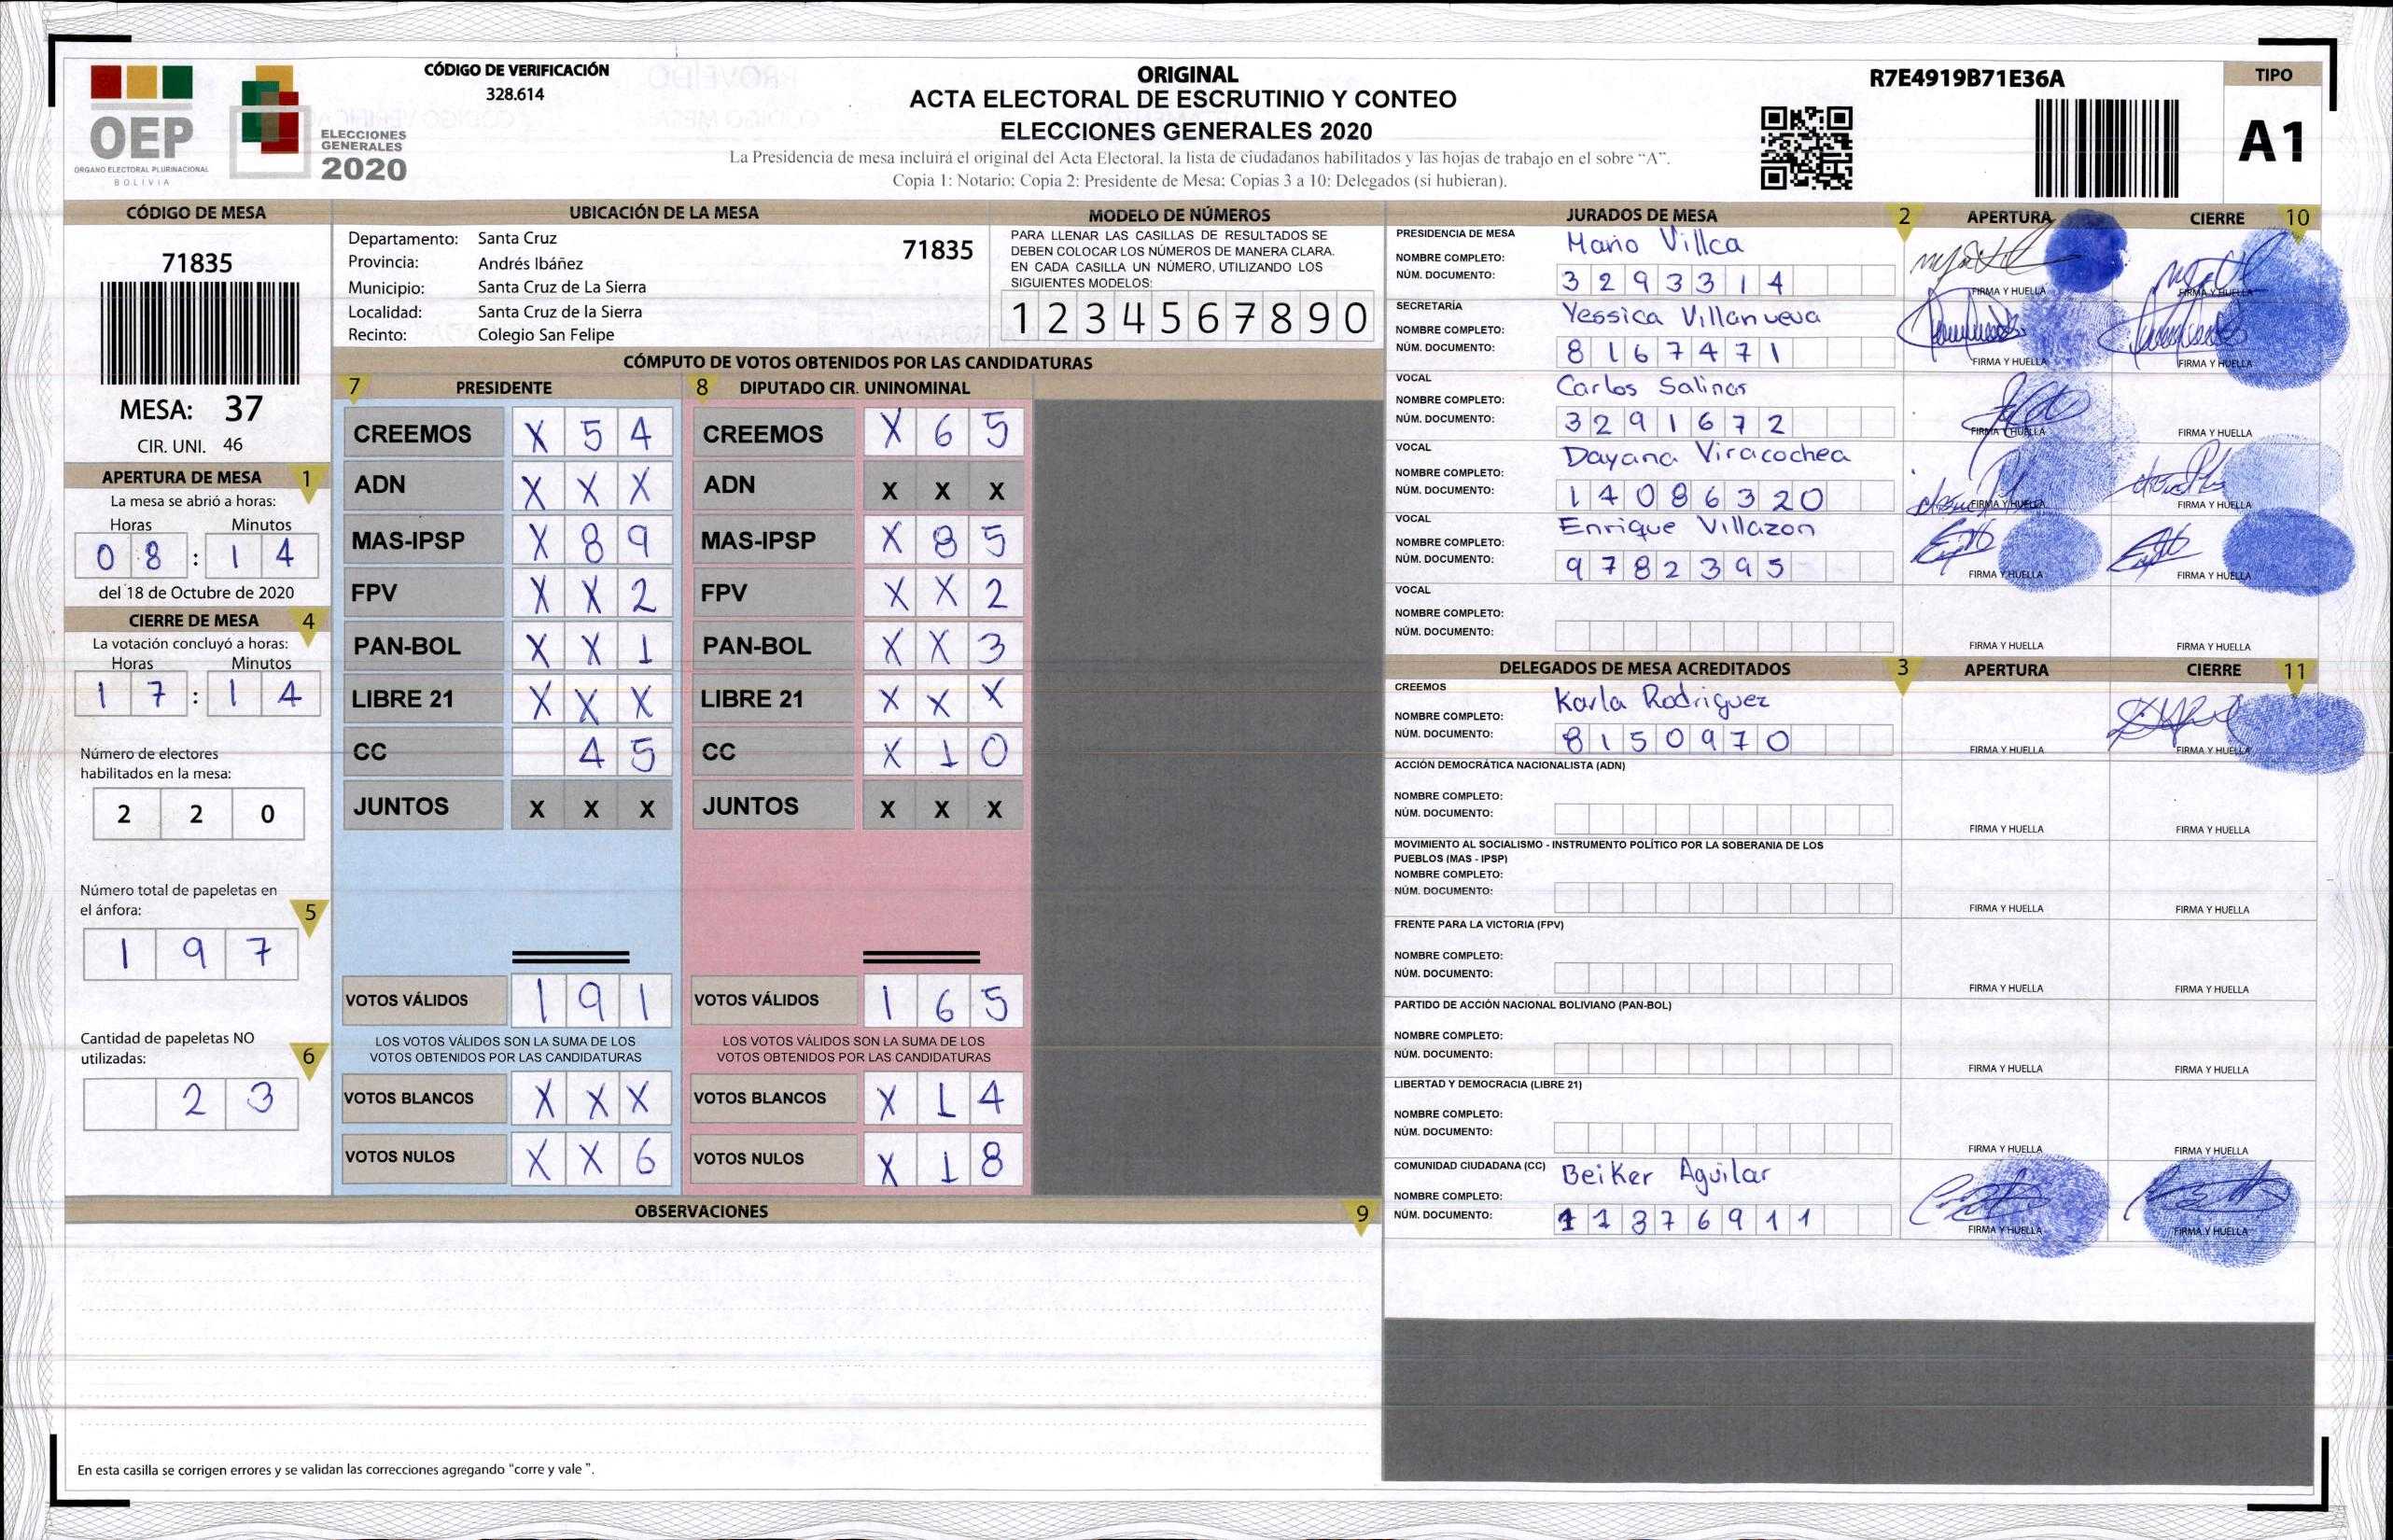 CÓDIGO DE VERIFICACIÓN
328.614
OEP
ORGANO ELECTORAL PLURINACIONAL
BOLIVIA
ELECCIONES
GENERALES
2020
ORIGINAL
ACTA ELECTORAL DE ESCRUTINIO Y CONTEO
ELECCIONES GENERALES 2020
La Presidencia de mesa incluirá el original del Acta Electoral, la lista de ciudadanos habilitados y las hojas de trabajo en el sobre “A”.
Copia 1: Notario; Copia 2: Presidente de Mesa; Copias 3 a 10: Delegados (si hubieran).
R7E4919B71E36A
TIPO
A1
CÓDIGO DE MESA
71835
MESA: 37
CIR. UNI. 46
APERTURA DE MESA 1
La mesa se abrió a horas:
Horas Minutos
0 8 : 1 4
del 18 de Octubre de 2020
CIERRE DE MESA 4
La votación concluyó a horas:
Horas Minutos
1 7 : 1 4
Número de electores
habilitados en la mesa:
2 2 0
Número total de papeletas en
el ánfora: 5
1 9 7
Cantidad de papeletas NO
utilizadas: 6
2 3
UBICACIÓN DE LA MESA
Departamento: Santa Cruz
71835
Provincia: Andrés Ibáñez
Municipio: Santa Cruz de La Sierra
Localidad: Santa Cruz de la Sierra
Recinto: Colegio San Felipe
MODELO DE NÚMEROS
PARA LLENAR LAS CASILLAS DE RESULTADOS SE
DEBEN COLOCAR LOS NÚMEROS DE MANERA CLARA.
EN CADA CASILLA UN NÚMERO, UTILIZANDO LOS
SIGUIENTES MODELOS:
1 2 3 4 5 6 7 8 9 0
CÓMPUTO DE VOTOS OBTENIDOS POR LAS CANDIDATURAS
7 PRESIDENTE
CREEMOS X 5 4
ADN X X X
MAS-IPSP X 8 9
FPV X X 2
PAN-BOL X X 1
LIBRE 21 X X X
CC 4 5
JUNTOS X X X
VOTOS VÁLIDOS 1 9 1
LOS VOTOS VÁLIDOS SON LA SUMA DE LOS
VOTOS OBTENIDOS POR LAS CANDIDATURAS
VOTOS BLANCOS X X X
VOTOS NULOS X X 6
8 DIPUTADO CIR. UNINOMINAL
CREEMOS X 6 5
ADN X X X
MAS-IPSP X 8 5
FPV X X 2
PAN-BOL X X 3
LIBRE 21 X X X
CC X 1 0
JUNTOS X X X
VOTOS VÁLIDOS 1 6 5
LOS VOTOS VÁLIDOS SON LA SUMA DE LOS
VOTOS OBTENIDOS POR LAS CANDIDATURAS
VOTOS BLANCOS X 1 4
VOTOS NULOS X 1 8
OBSERVACIONES 9
En esta casilla se corrigen errores y se validan las correcciones agregando “corre y vale ”.
JURADOS DE MESA 2 APERTURA CIERRE 10
PRESIDENCIA DE MESA
NOMBRE COMPLETO: Mario Villca
NÚM. DOCUMENTO: 3 2 9 3 3 1 4
FIRMA Y HUELLA FIRMA Y HUELLA
SECRETARÍA
NOMBRE COMPLETO: Yessica Villanueva
NÚM. DOCUMENTO: 8 1 6 7 4 7 1
FIRMA Y HUELLA FIRMA Y HUELLA
VOCAL
NOMBRE COMPLETO: Carlos Salinas
NÚM. DOCUMENTO: 3 2 9 1 6 7 2
FIRMA Y HUELLA FIRMA Y HUELLA
VOCAL
NOMBRE COMPLETO: Dayana Viracochea
NÚM. DOCUMENTO: 1 4 0 8 6 3 2 0
FIRMA Y HUELLA FIRMA Y HUELLA
VOCAL
NOMBRE COMPLETO: Enrique Villazon
NÚM. DOCUMENTO: 9 7 8 2 3 9 5
FIRMA Y HUELLA FIRMA Y HUELLA
VOCAL
NOMBRE COMPLETO:
NÚM. DOCUMENTO:
FIRMA Y HUELLA FIRMA Y HUELLA
DELEGADOS DE MESA ACREDITADOS 3 APERTURA CIERRE 11
CREEMOS
NOMBRE COMPLETO: Karla Rodriguez
NÚM. DOCUMENTO: 8 1 5 0 9 7 0
FIRMA Y HUELLA FIRMA Y HUELLA
ACCIÓN DEMOCRÁTICA NACIONALISTA (ADN)
NOMBRE COMPLETO:
NÚM. DOCUMENTO:
FIRMA Y HUELLA FIRMA Y HUELLA
MOVIMIENTO AL SOCIALISMO - INSTRUMENTO POLÍTICO POR LA SOBERANIA DE LOS
PUEBLOS (MAS - IPSP)
NOMBRE COMPLETO:
NÚM. DOCUMENTO:
FIRMA Y HUELLA FIRMA Y HUELLA
FRENTE PARA LA VICTORIA (FPV)
NOMBRE COMPLETO:
NÚM. DOCUMENTO:
FIRMA Y HUELLA FIRMA Y HUELLA
PARTIDO DE ACCIÓN NACIONAL BOLIVIANO (PAN-BOL)
NOMBRE COMPLETO:
NÚM. DOCUMENTO:
FIRMA Y HUELLA FIRMA Y HUELLA
LIBERTAD Y DEMOCRACIA (LIBRE 21)
NOMBRE COMPLETO:
NÚM. DOCUMENTO:
FIRMA Y HUELLA FIRMA Y HUELLA
COMUNIDAD CIUDADANA (CC)
NOMBRE COMPLETO: Beiker Aguilar
NÚM. DOCUMENTO: 1 1 3 7 6 9 1 1
FIRMA Y HUELLA FIRMA Y HUELLA